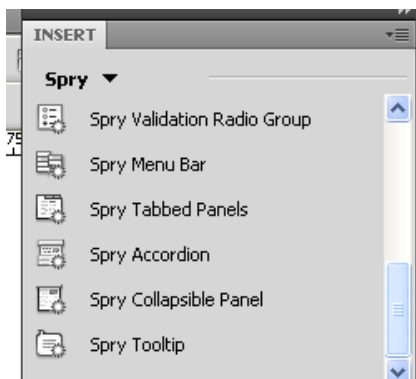 INSERT
Spry
75
Spry Validation Radio Group
Spry Menu Bar
Spry Tabbed Panels
Spry Accordion
Spry Collapsible Panel
Spry Tooltip